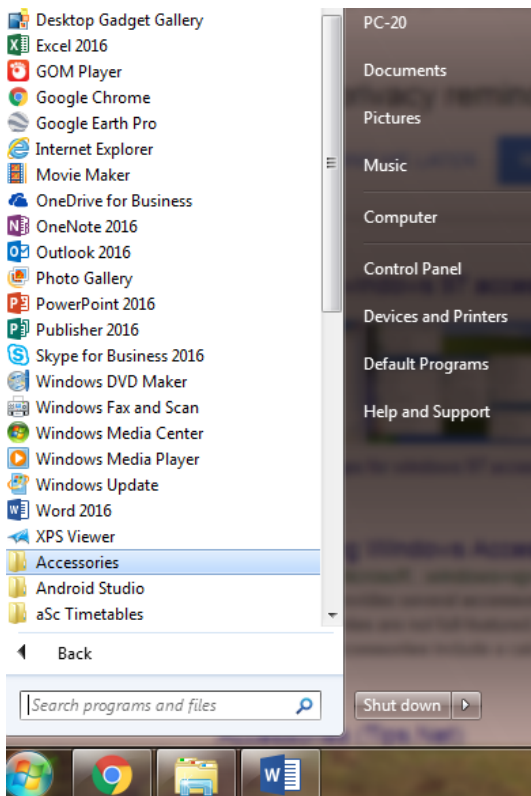 Desktop Gadget Gallery
Excel 2016
GOM Player
Google Chrome
Google Earth Pro
Internet Explorer
Movie Maker
OneDrive for Business
OneNote 2016
Outlook 2016
Photo Gallery
PowerPoint 2016
Publisher 2016
Skype for Business 2016
Windows DVD Maker
Windows Fax and Scan
Windows Media Center
Windows Media Player
Windows Update
Word 2016
XPS Viewer
Accessories
Android Studio
aSc Timetables
Back
Search programs and files
PC-20
Documents
Pictures
Music
Computer
Control Panel
Devices and Printers
Default Programs
Help and Support
Shut down